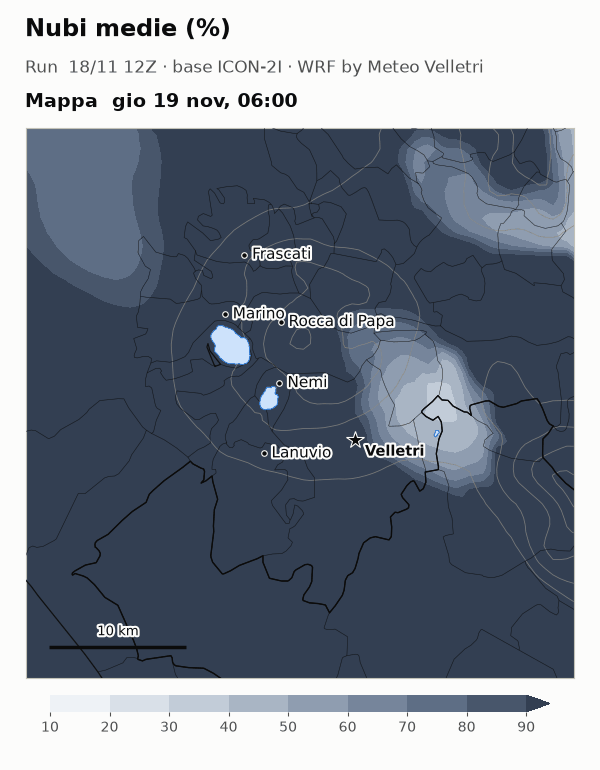 Nubi medie (%)
Run  18/11 12Z · base ICON-2I · WRF by Meteo Velletri
Mappa  gio 19 nov, 06:00
Frascati
Marino
Rocca di Papa
Nemi
Velletri
Lanuvio
10 km
10 20 30 40 50 60 70 80 90